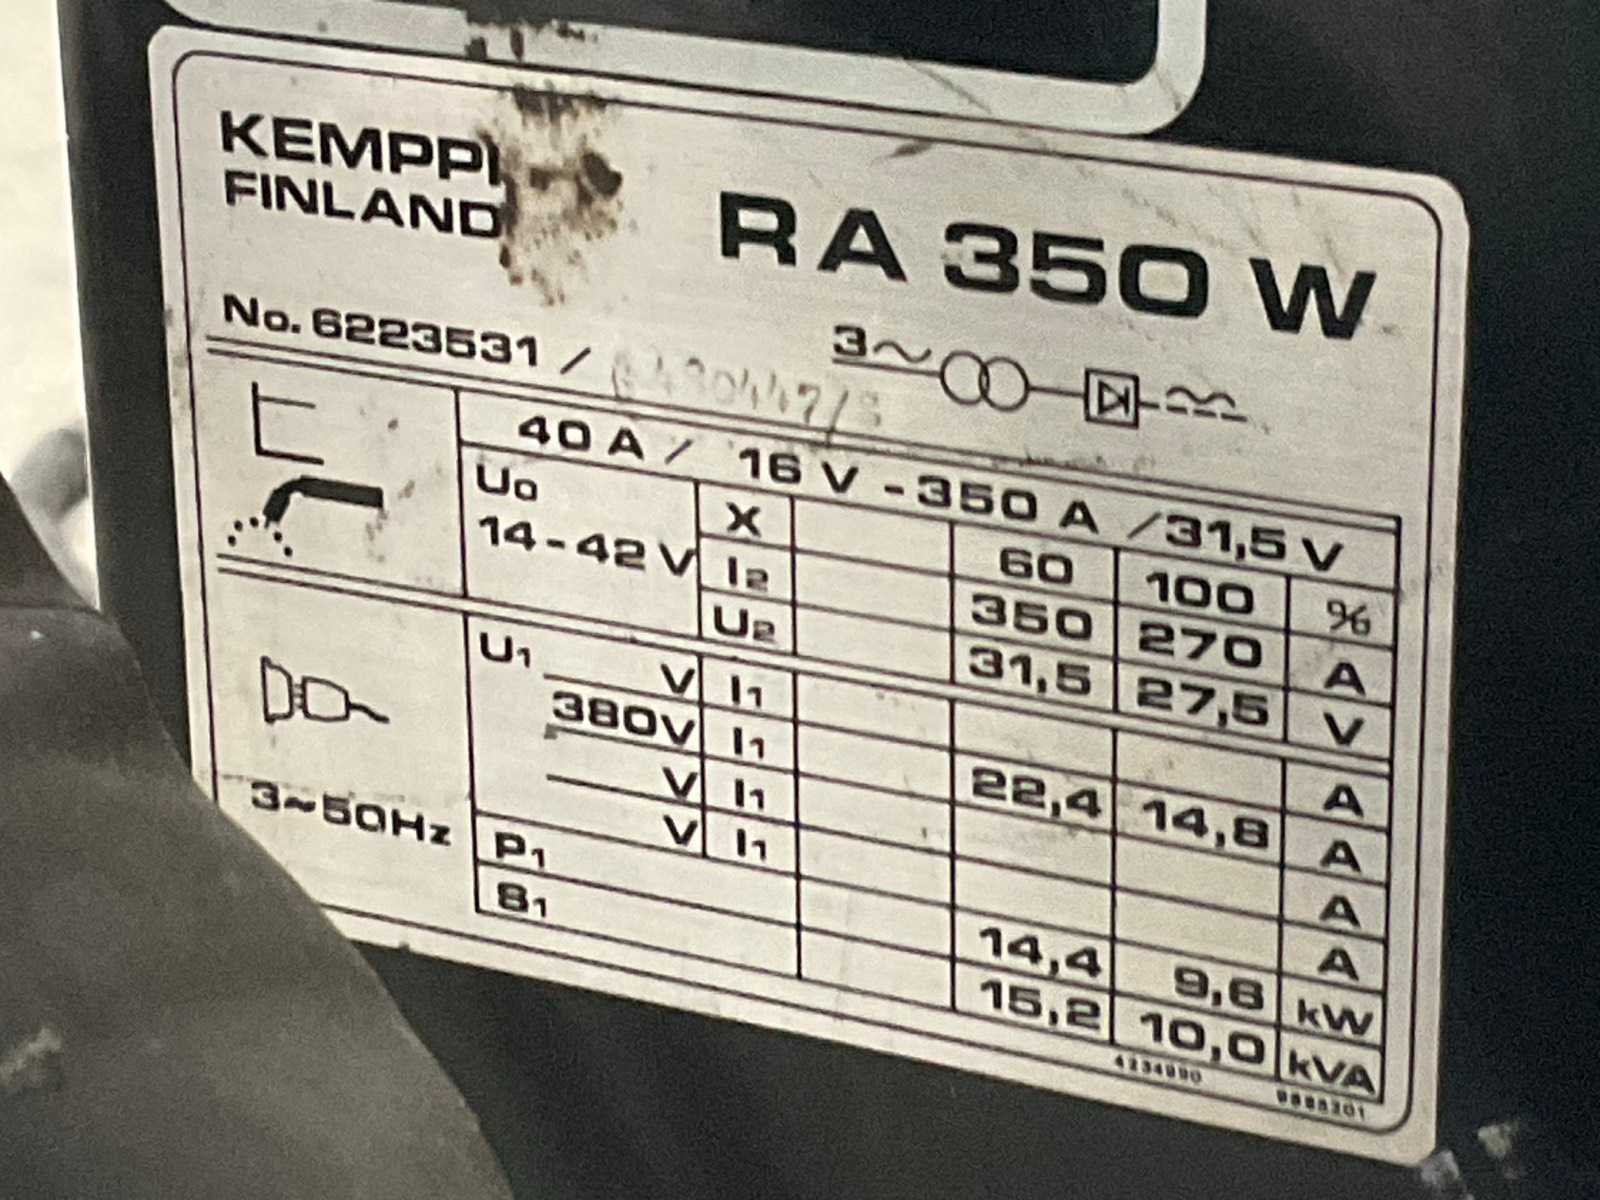 KEMPPI
FINLAND
RA 350 W
No. 6223531 /
3~
40 A / 16 V - 350 A / 31,5 V
U0 X 60 100 %
14 - 42 V I2 350 270 A
U2 31,5 27,5 V
U1 V I1 A
380V I1 22,4 14,8 A
V I1 A
V I1 A
3~50Hz
P1 14,4 9,6 kW
S1 15,2 10,0 kVA
4234990